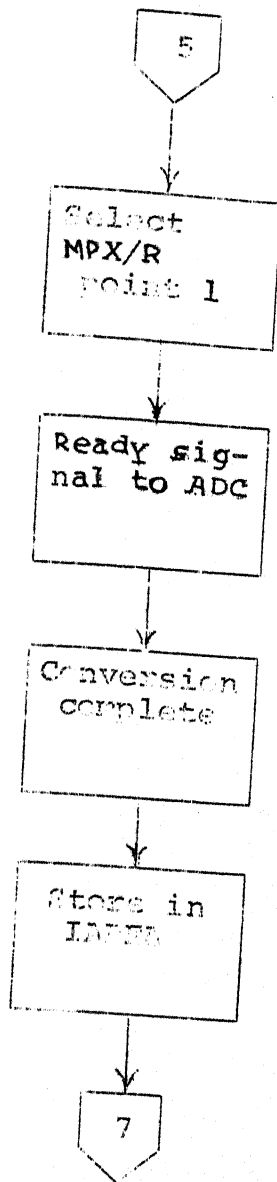 5
Select
MPX/R
point 1
Ready sig-
nal to ADC
Conversion
complete
Store in
7